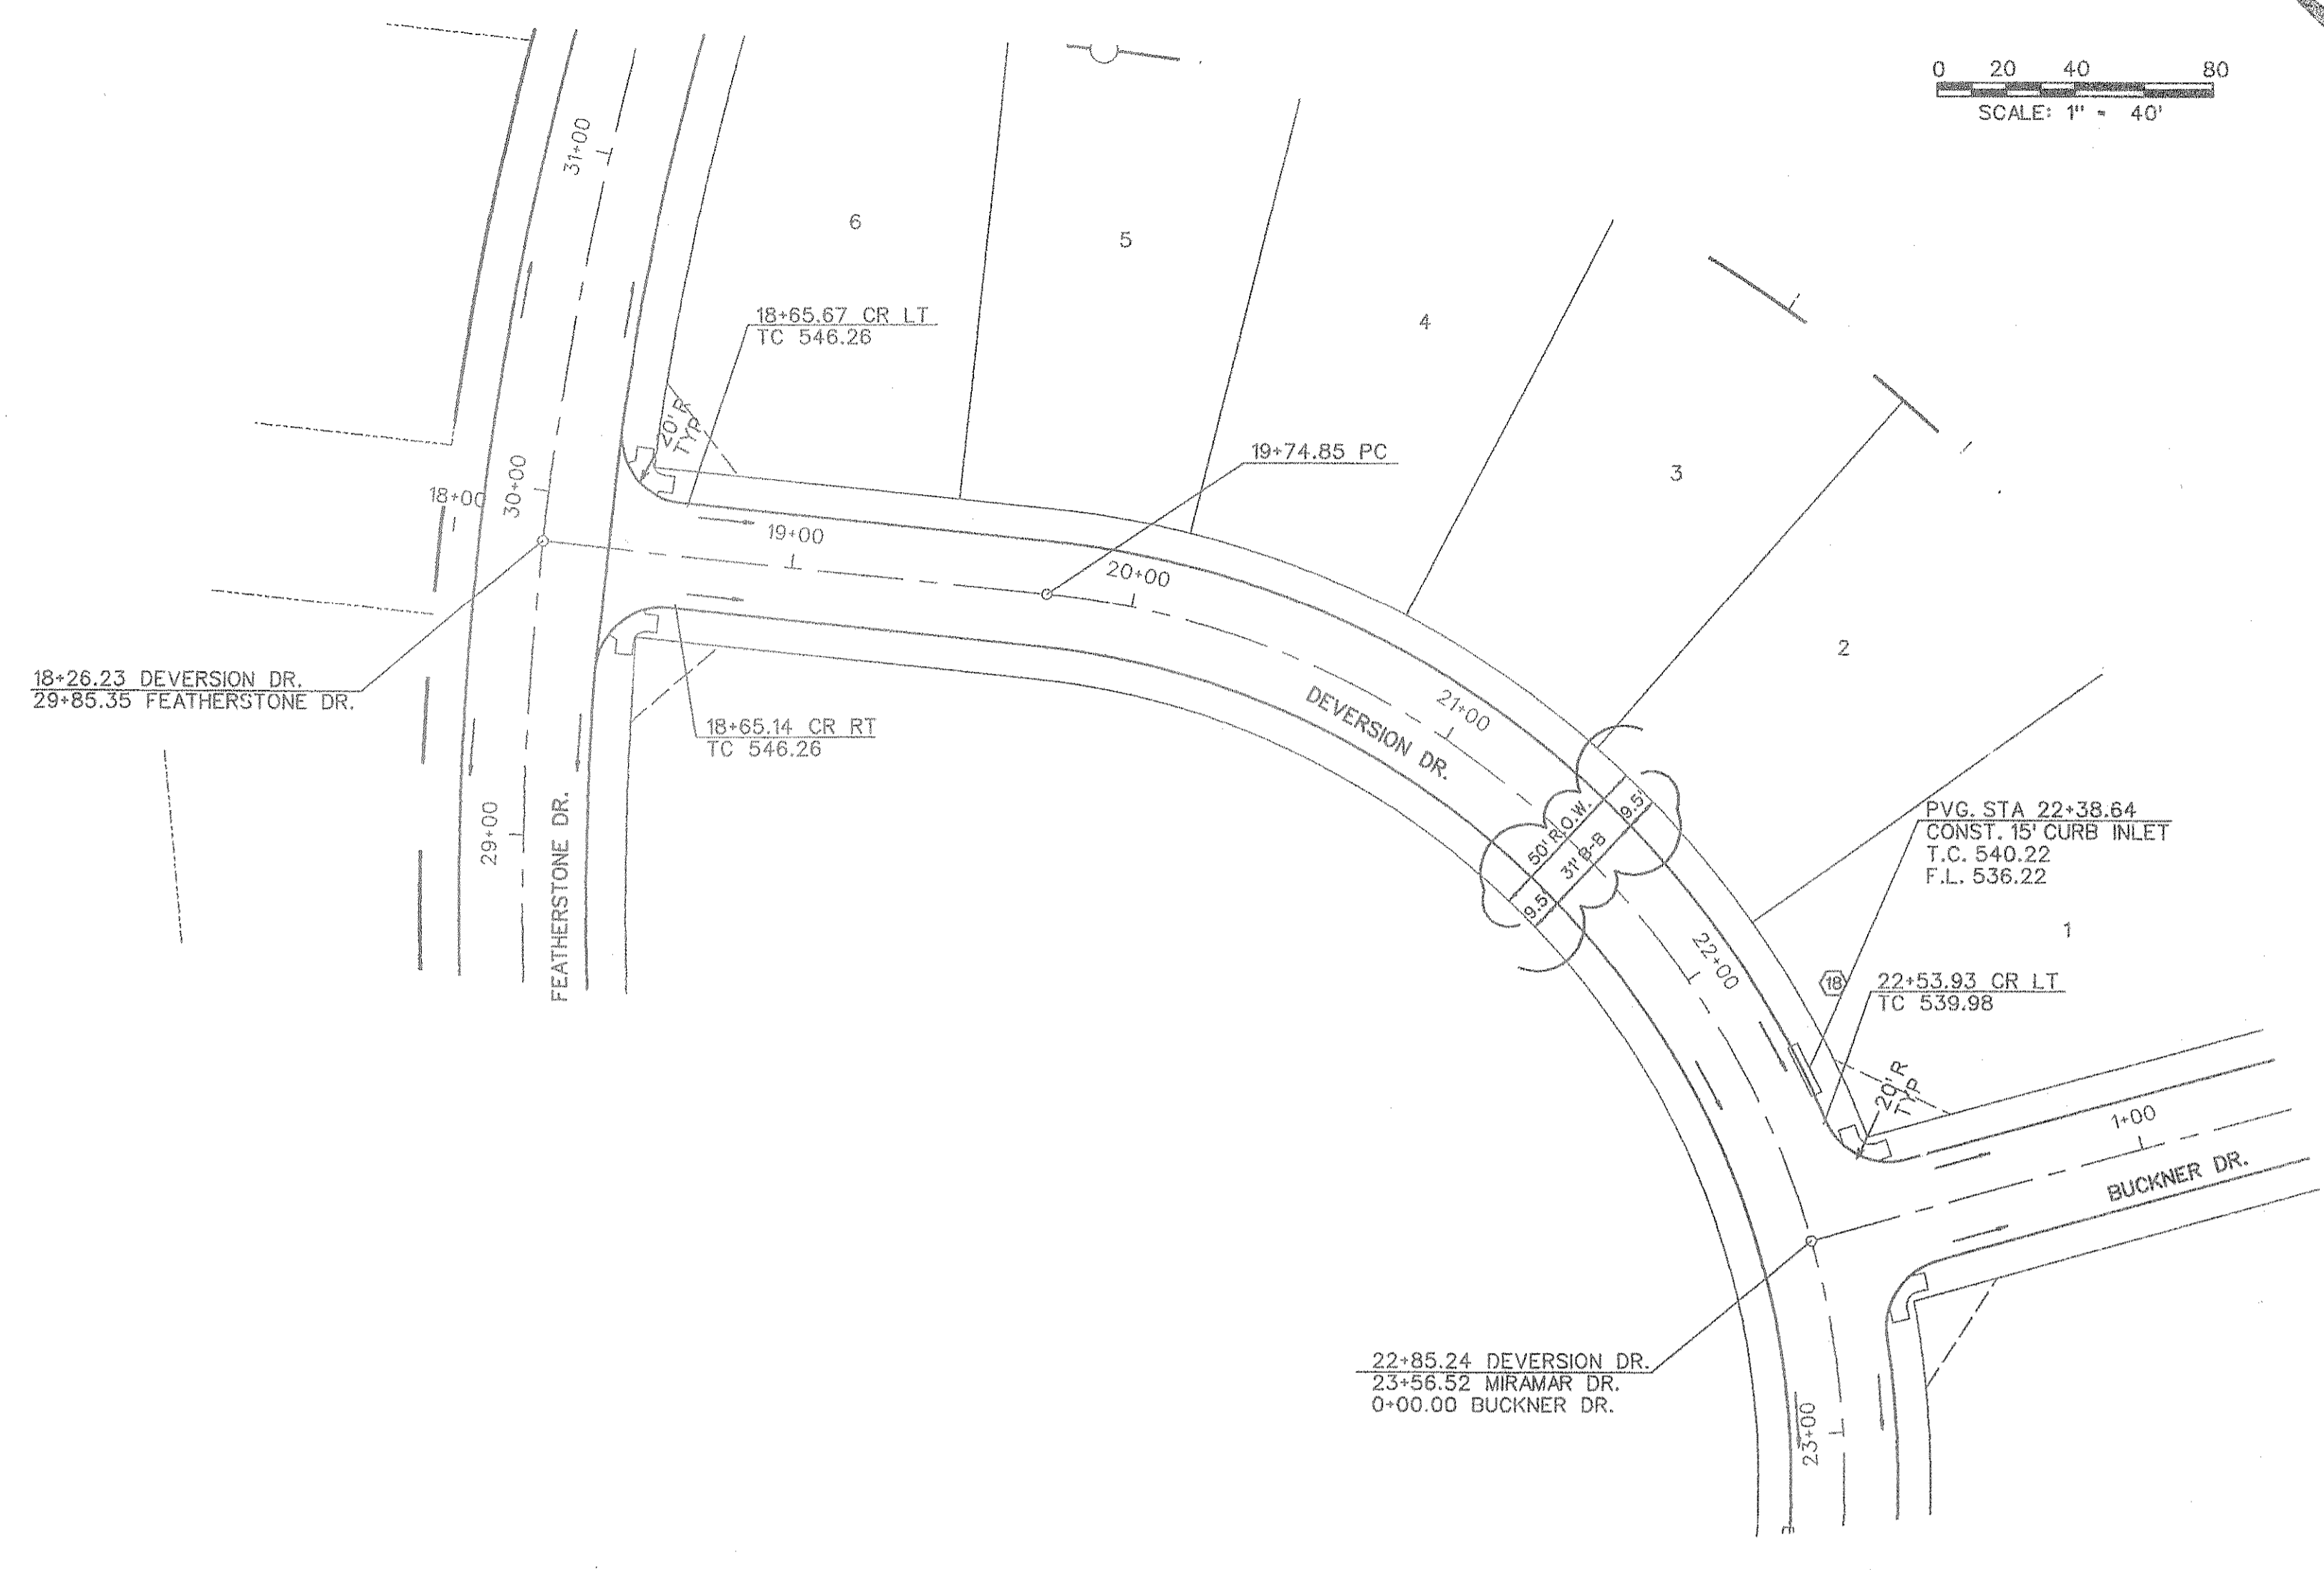 0 20 40 80
SCALE: 1" = 40'
31+00
6
5
4
3
2
1
18+65.67 CR LT
TC 546.26
20' R
TYP
19+74.85 PC
30+00
18+00
19+00
20+00
18+26.23 DEVERSION DR.
29+85.35 FEATHERSTONE DR.
18+65.14 CR RT
TC 546.26
21+00
DEVERSION DR.
29+00
FEATHERSTONE DR.
50' R.O.W.
9.5'
31' B-B
9.5'
PVG. STA 22+38.64
CONST. 15' CURB INLET
T.C. 540.22
F.L. 536.22
22+00
18
22+53.93 CR LT
TC 539.98
20' R
TYP
1+00
BUCKNER DR.
22+85.24 DEVERSION DR.
23+56.52 MIRAMAR DR.
0+00.00 BUCKNER DR.
23+00